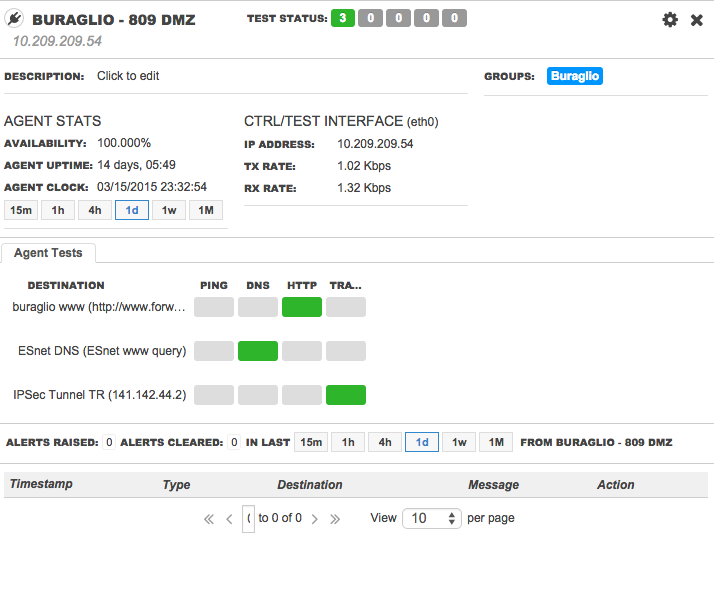 BURAGLIO - 809 DMZ TEST STATUS: 3 0 0 0 0
10.209.209.54
DESCRIPTION: Click to edit GROUPS: Buraglio
AGENT STATS CTRL/TEST INTERFACE (eth0)
AVAILABILITY: 100.000% IP ADDRESS: 10.209.209.54
AGENT UPTIME: 14 days, 05:49 TX RATE: 1.02 Kbps
AGENT CLOCK: 03/15/2015 23:32:54 RX RATE: 1.32 Kbps
15m 1h 4h 1d 1w 1M
Agent Tests
DESTINATION PING DNS HTTP TRA...
buraglio www (http://www.forw...
ESnet DNS (ESnet www query)
IPSec Tunnel TR (141.142.44.2)
ALERTS RAISED: 0 ALERTS CLEARED: 0 IN LAST 15m 1h 4h 1d 1w 1M FROM BURAGLIO - 809 DMZ
Timestamp Type Destination Message Action
« < to 0 of 0 > » View 10 per page